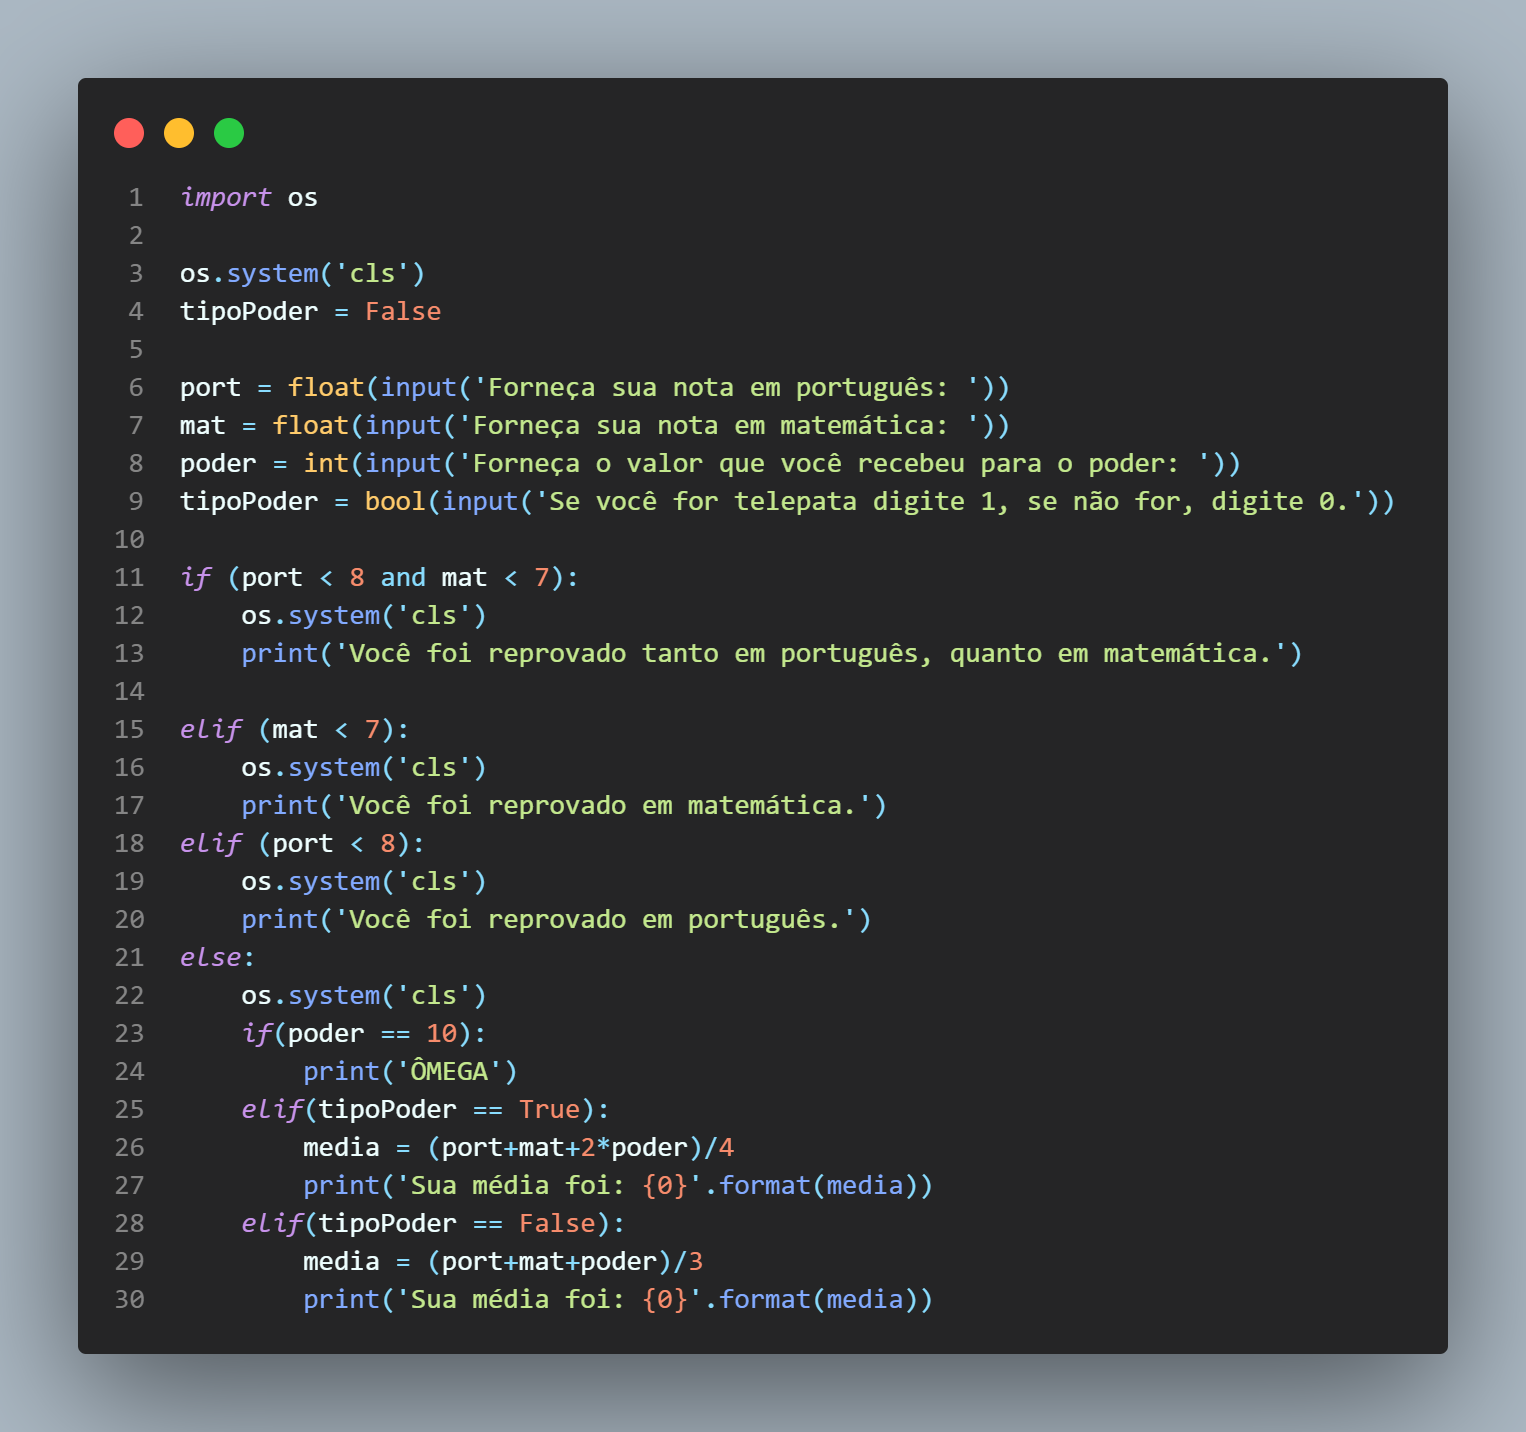 1 import os
2
3 os.system('cls')
4 tipoPoder = False
5
6 port = float(input('Forneça sua nota em português: '))
7 mat = float(input('Forneça sua nota em matemática: '))
8 poder = int(input('Forneça o valor que você recebeu para o poder: '))
9 tipoPoder = bool(input('Se você for telepata digite 1, se não for, digite 0.'))
10
11 if (port < 8 and mat < 7):
12     os.system('cls')
13     print('Você foi reprovado tanto em português, quanto em matemática.')
14
15 elif (mat < 7):
16     os.system('cls')
17     print('Você foi reprovado em matemática.')
18 elif (port < 8):
19     os.system('cls')
20     print('Você foi reprovado em português.')
21 else:
22     os.system('cls')
23     if(poder == 10):
24         print('ÔMEGA')
25     elif(tipoPoder == True):
26         media = (port+mat+2*poder)/4
27         print('Sua média foi: {0}'.format(media))
28     elif(tipoPoder == False):
29         media = (port+mat+poder)/3
30         print('Sua média foi: {0}'.format(media))